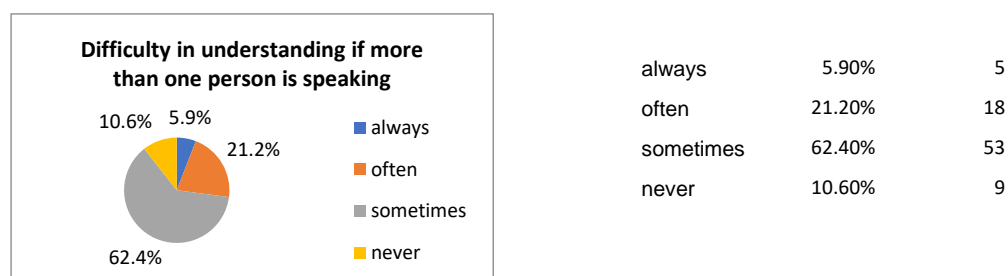 Difficulty in understanding if more
than one person is speaking
10.6%
5.9%
21.2%
62.4%
always
often
sometimes
never
always 5.90% 5
often 21.20% 18
sometimes 62.40% 53
never 10.60% 9